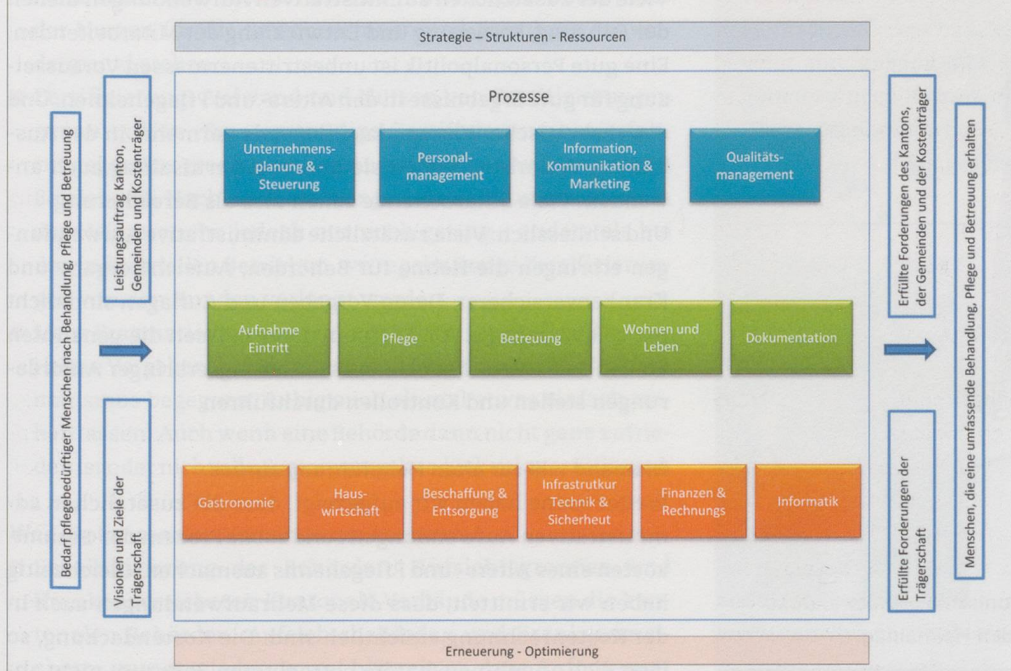 Strategie – Strukturen - Ressourcen
Prozesse
Bedarf pflegebedürftiger Menschen nach Behandlung, Pflege und Betreuung
Leistungsauftrag Kanton,
Gemeinden und Kostenträger
Visionen und Ziele der
Trägerschaft
Unternehmens-
planung & -
Steuerung
Personal-
management
Information,
Kommunikation &
Marketing
Qualitäts-
management
Aufnahme
Eintritt
Pflege
Betreuung
Wohnen und
Leben
Dokumentation
Gastronomie
Haus-
wirtschaft
Beschaffung &
Entsorgung
Infrastrutkur
Technik &
Sicherheut
Finanzen &
Rechnungs
Informatik
Erfüllte Forderungen des Kantons,
der Gemeinden und der Kostenträger
Erfüllte Forderungen der
Trägerschaft
Menschen, die eine umfassende Behandlung, Pflege und Betreuung erhalten
Erneuerung - Optimierung